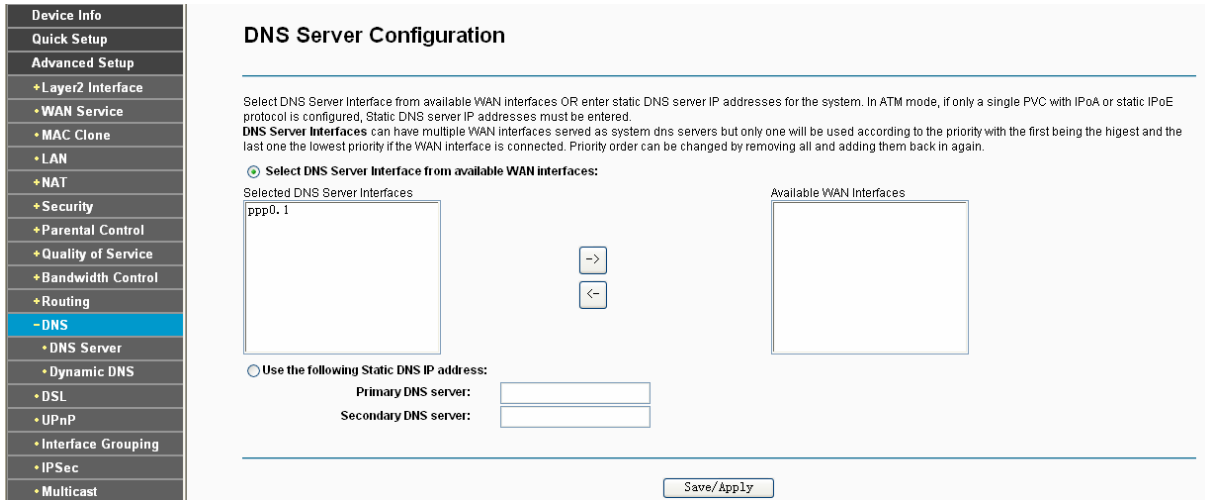 Device Info
Quick Setup
Advanced Setup
+Layer2 Interface
•WAN Service
•MAC Clone
•LAN
+NAT
+Security
+Parental Control
+Quality of Service
+Bandwidth Control
+Routing
-DNS
•DNS Server
•Dynamic DNS
•DSL
•UPnP
•Interface Grouping
•IPSec
•Multicast
DNS Server Configuration
Select DNS Server Interface from available WAN interfaces OR enter static DNS server IP addresses for the system. In ATM mode, if only a single PVC with IPoA or static IPoE
protocol is configured, Static DNS server IP addresses must be entered.
DNS Server Interfaces can have multiple WAN interfaces served as system dns servers but only one will be used according to the priority with the first being the higest and the
last one the lowest priority if the WAN interface is connected. Priority order can be changed by removing all and adding them back in again.
Select DNS Server Interface from available WAN interfaces:
Selected DNS Server Interfaces
Available WAN Interfaces
ppp0.1
->
<-
Use the following Static DNS IP address:
Primary DNS server:
Secondary DNS server:
Save/Apply